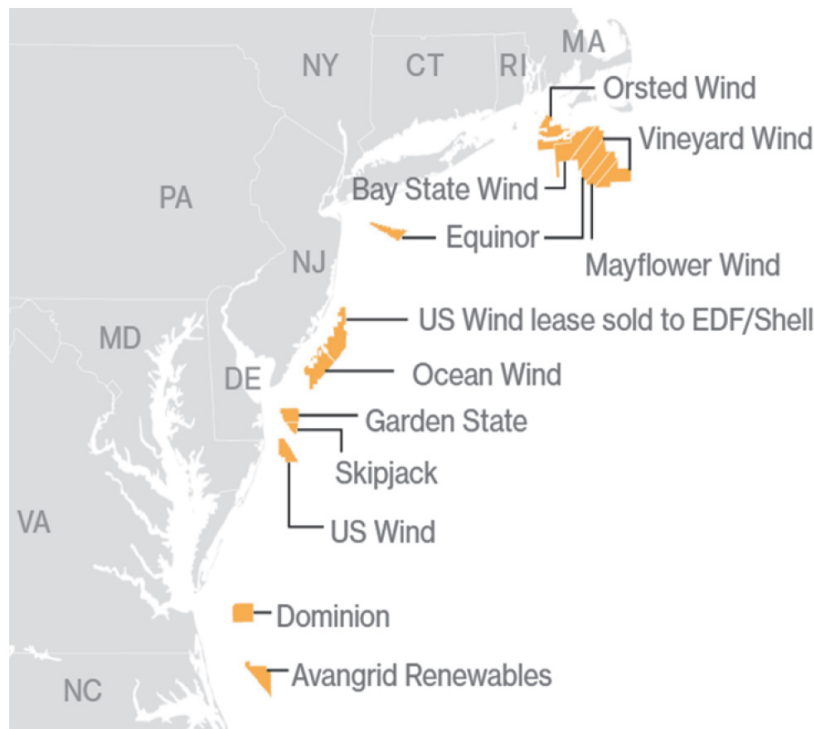 MA
NY
CT
RI
Orsted Wind
Vineyard Wind
PA
Bay State Wind
Equinor
NJ
Mayflower Wind
US Wind lease sold to EDF/Shell
MD
DE
Ocean Wind
Garden State
Skipjack
VA
US Wind
Dominion
Avangrid Renewables
NC